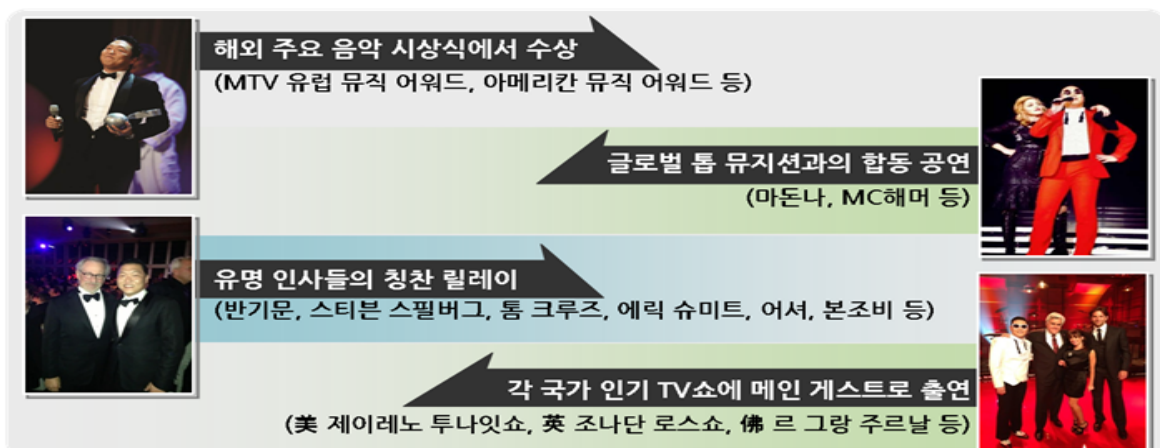 해외 주요 음악 시상식에서 수상
(MTV 유럽 뮤직 어워드, 아메리칸 뮤직 어워드 등)
글로벌 톱 뮤지션과의 합동 공연
(마돈나, MC해머 등)
유명 인사들의 칭찬 릴레이
(반기문, 스티븐 스필버그, 톰 크루즈, 에릭 슈미트, 어셔, 본조비 등)
각 국가 인기 TV쇼에 메인 게스트로 출연
(美 제이레노 투나잇쇼, 英 조나단 로스쇼, 佛 르 그랑 주르날 등)